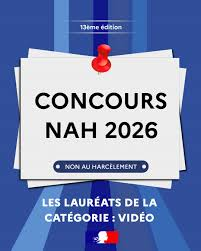 13ème édition
CONCOURS
NAH 2026
NON AU HARCÈLEMENT
LES LAURÉATS DE LA
CATÉGORIE : VIDÉO